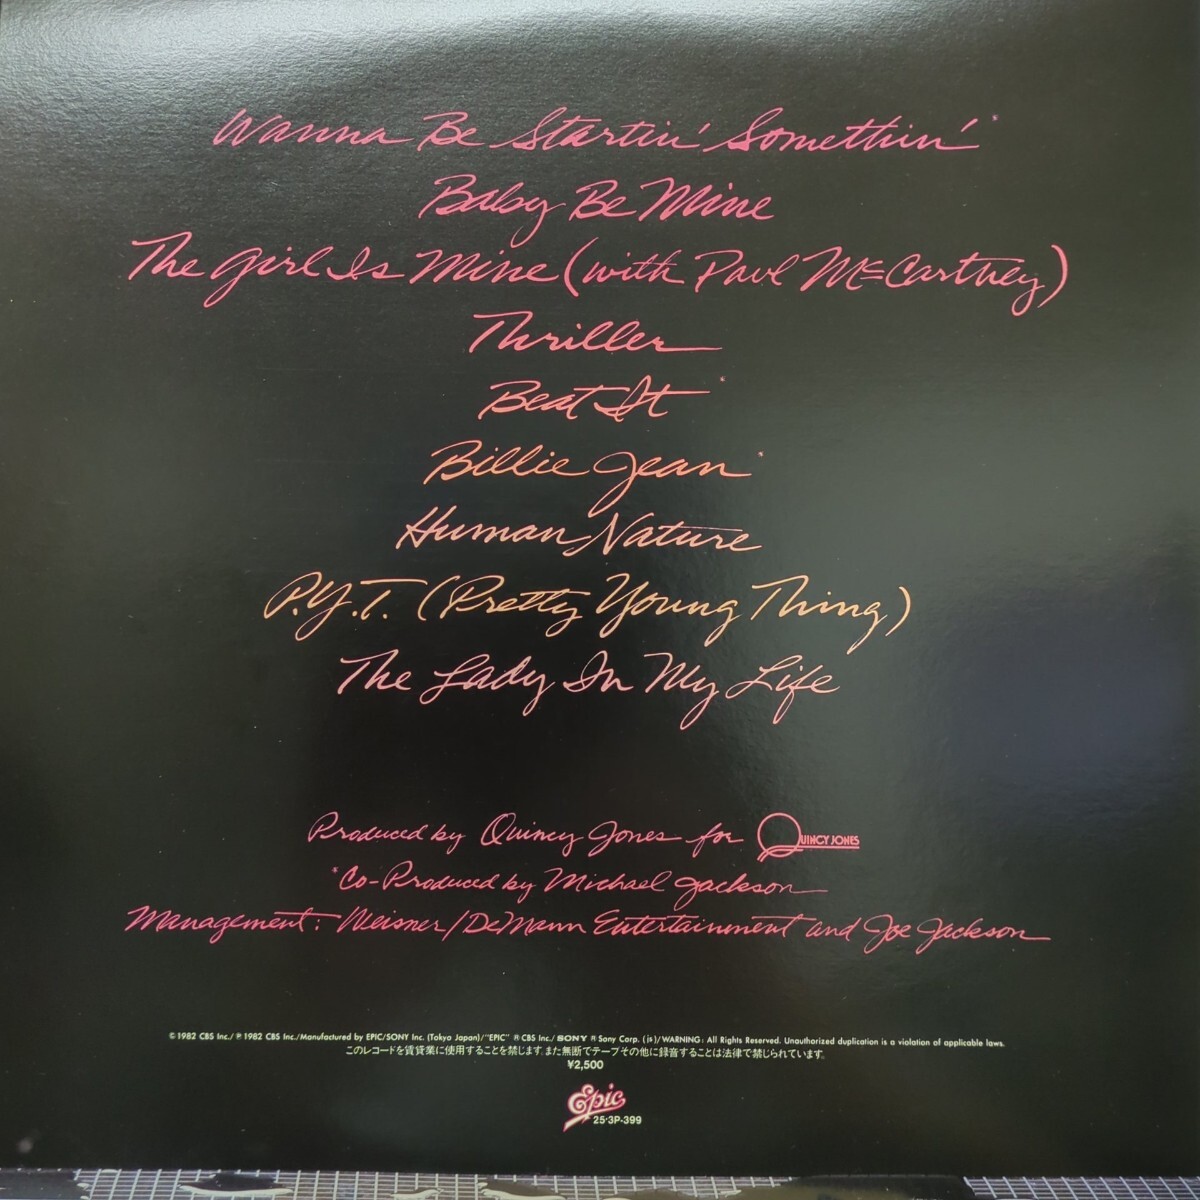 Wanna Be Startin' Somethin'*
Baby Be Mine
The Girl Is Mine (with Paul McCartney)
Thriller
Beat It*
Billie Jean*
Human Nature
P.Y.T. (Pretty Young Thing)
The Lady In My Life
Produced by Quincy Jones for QUINCY JONES
*Co-Produced by Michael Jackson
Management: Weisner/DeMann Entertainment and Joe Jackson
© 1982 CBS Inc./℗ 1982 CBS Inc./Manufactured by EPIC/SONY Inc. (Tokyo Japan)/"EPIC" ® CBS Inc./SONY ® Sony Corp. (is)/WARNING: All Rights Reserved. Unauthorized duplication is a violation of applicable laws.
このレコードを賃貸業に使用することを禁じます。また無断でテープその他に録音することは法律で禁じられています。
¥2,500
Epic
25·3P-399